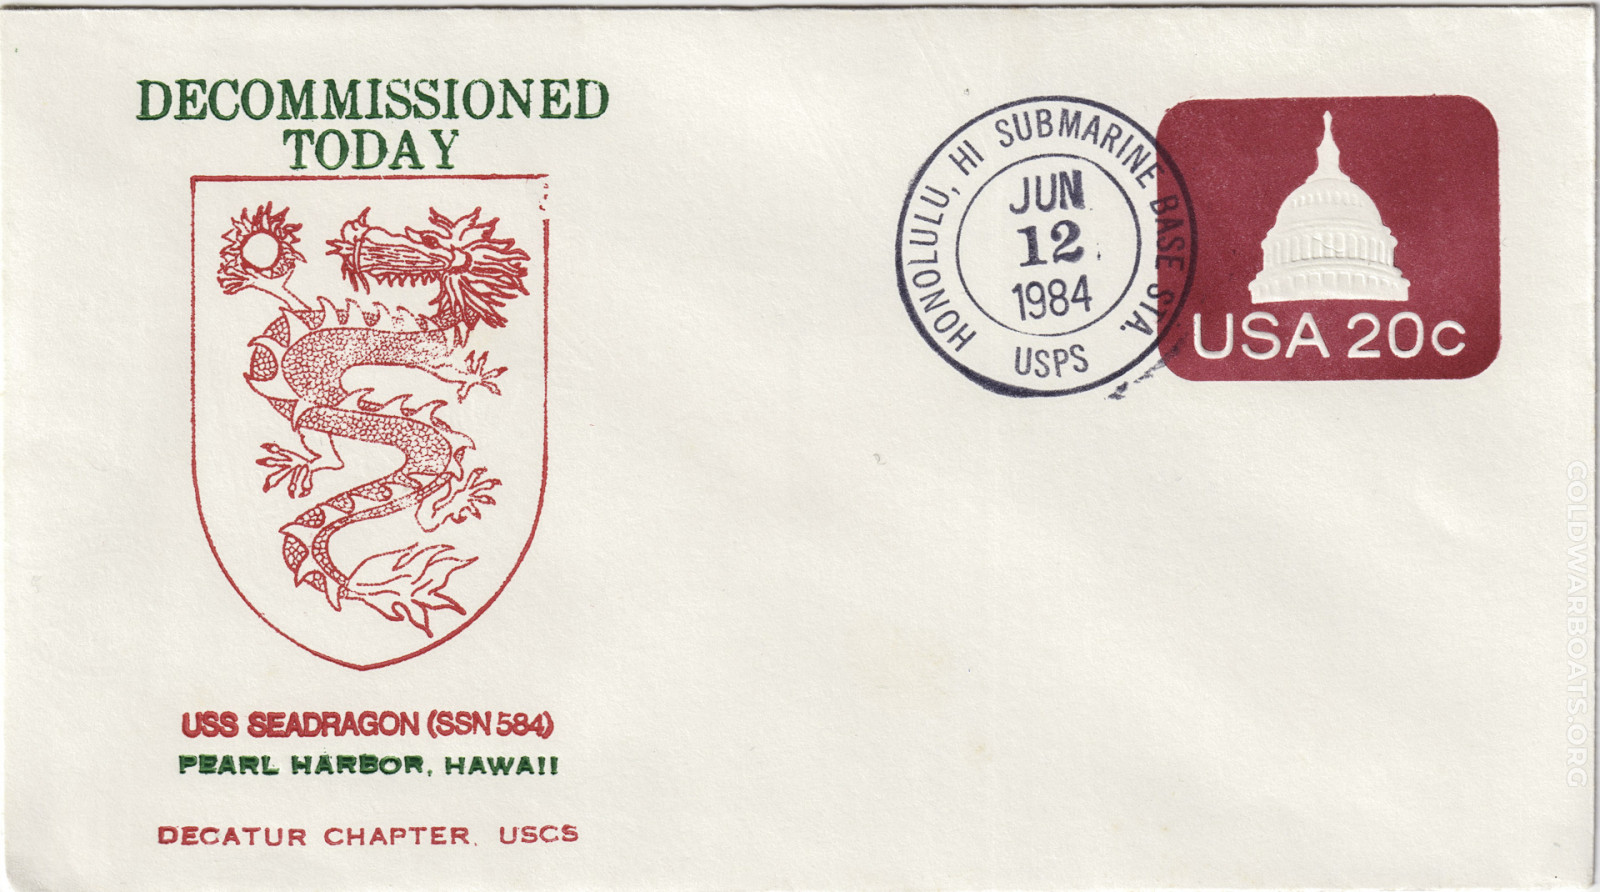 DECOMMISSIONED
TODAY
USS SEADRAGON (SSN 584)
PEARL HARBOR, HAWAII
DECATUR CHAPTER, USCS
HONOLULU, HI SUBMARINE BASE STA.
JUN
12
1984
USPS
USA 20c
COLDWARBOATS.ORG